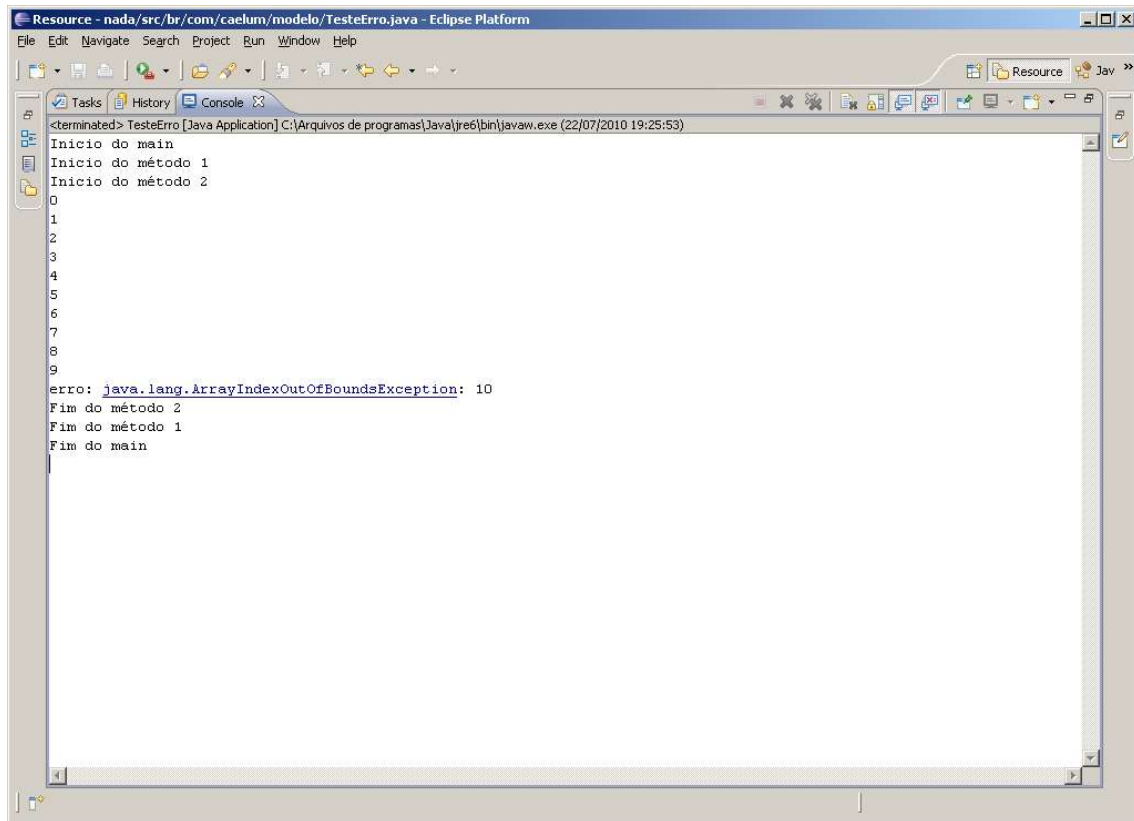 Resource - nada/src/br/com/caelum/modelo/TesteErro.java - Eclipse Platform
File Edit Navigate Search Project Run Window Help
Resource Jav »
Tasks History Console
<terminated> TesteErro [Java Application] C:\Arquivos de programas\Java\jre6\bin\javaw.exe (22/07/2010 19:25:53)
Inicio do main
Inicio do método 1
Inicio do método 2
0
1
2
3
4
5
6
7
8
9
erro: java.lang.ArrayIndexOutOfBoundsException: 10
Fim do método 2
Fim do método 1
Fim do main